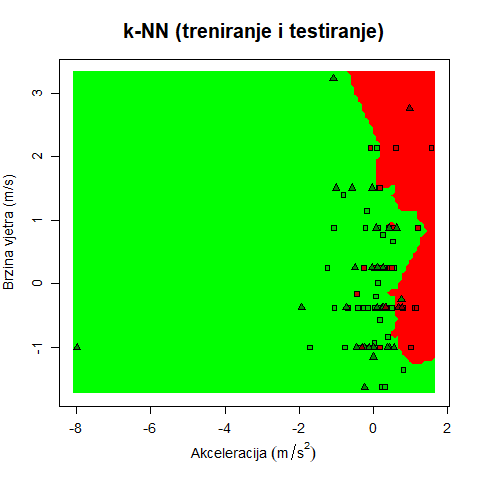 k-NN (treniranje i testiranje)
Brzina vjetra (m/s)
3
2
1
0
-1
-8 -6 -4 -2 0 2
Akceleracija (m/s²)